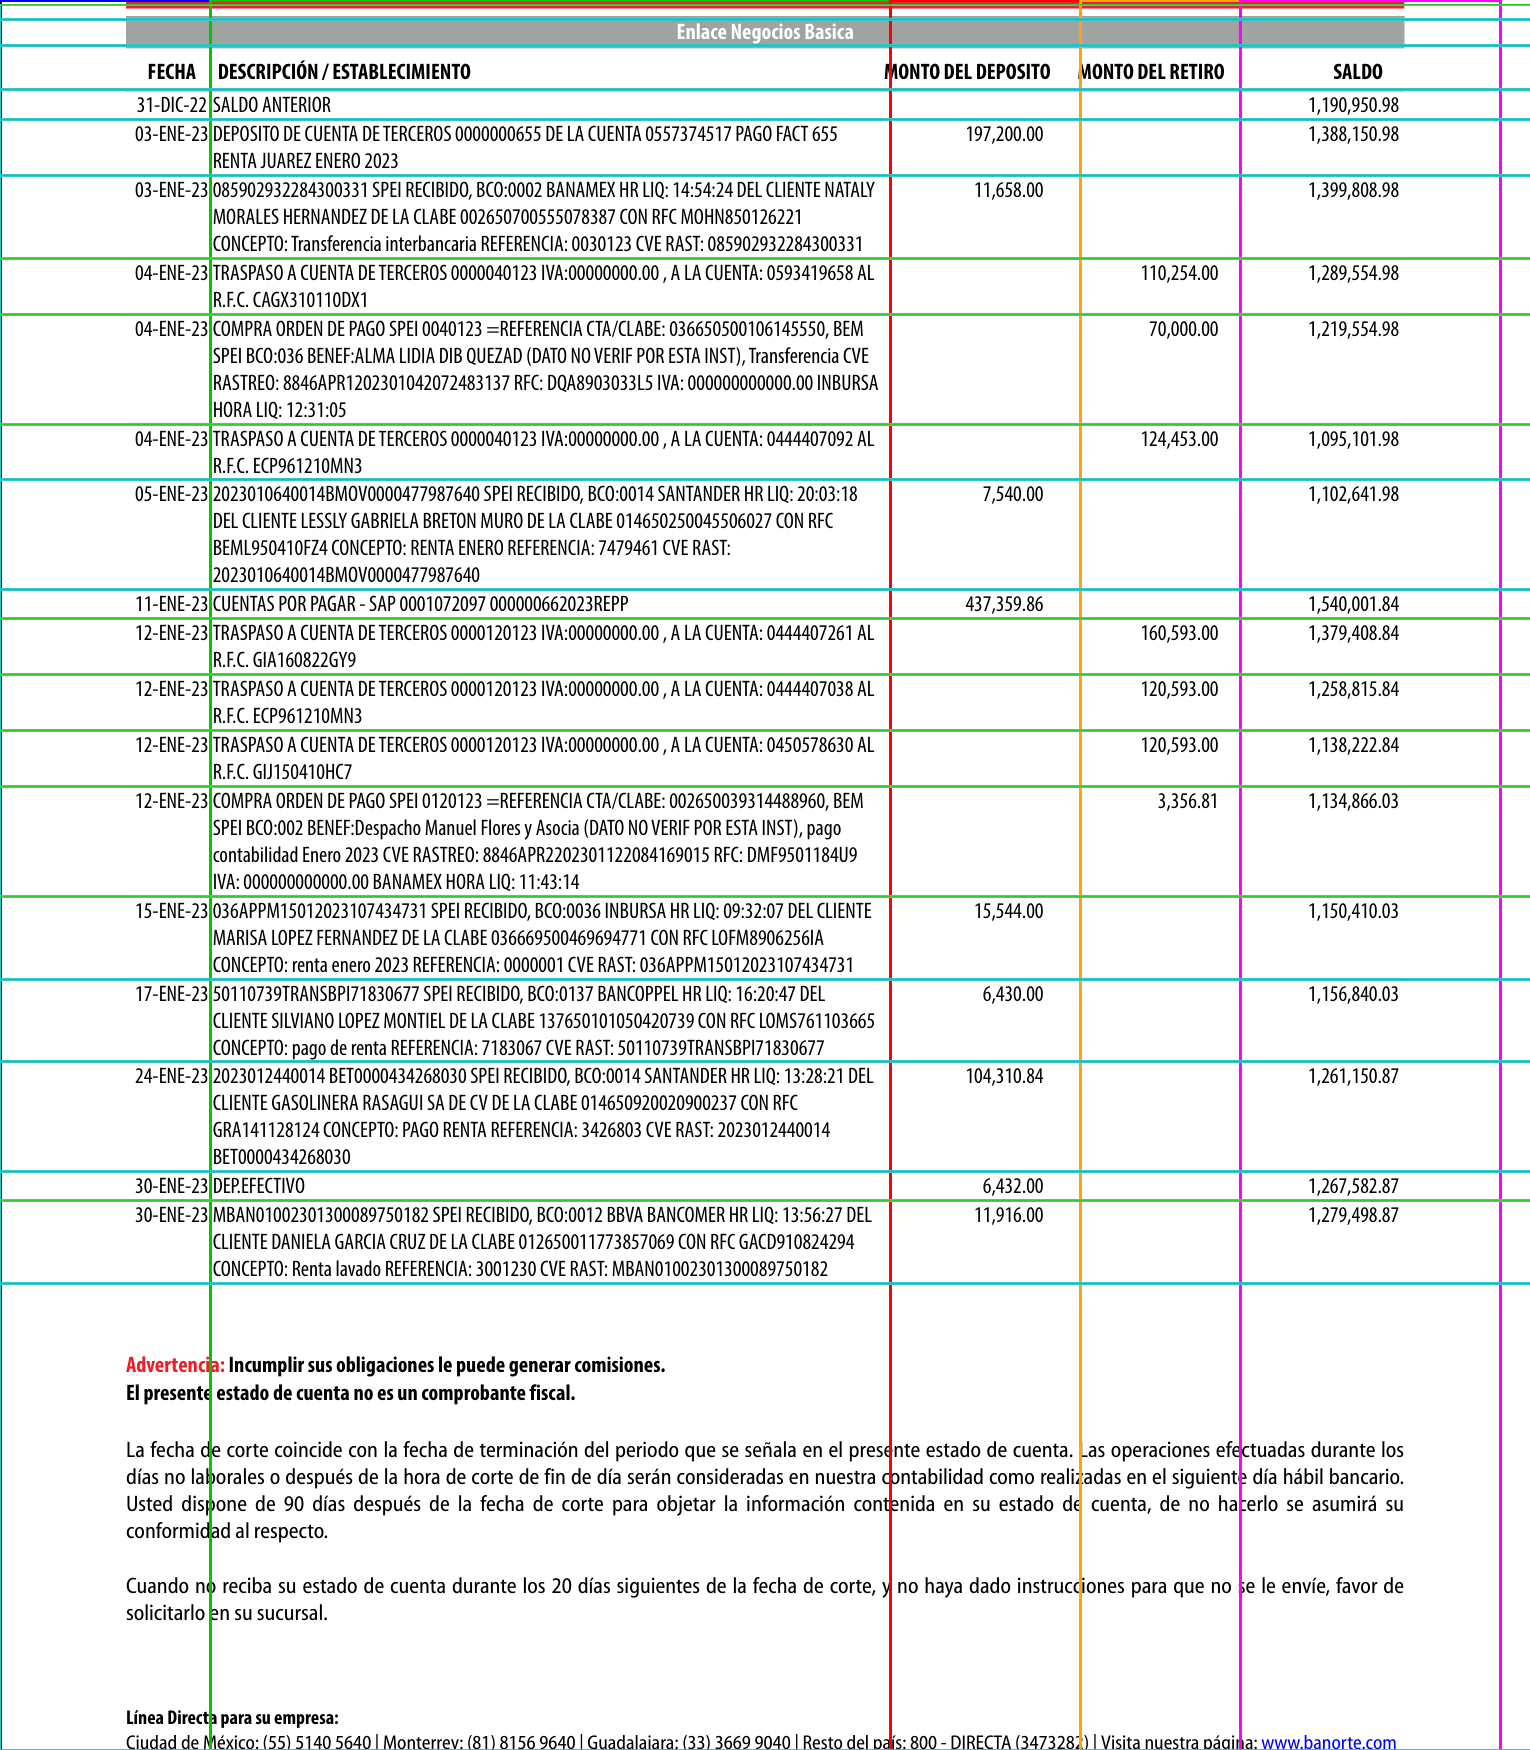 Enlace Negocios Basica
FECHA DESCRIPCIÓN / ESTABLECIMIENTO MONTO DEL DEPOSITO MONTO DEL RETIRO SALDO
31-DIC-22 SALDO ANTERIOR 1,190,950.98
03-ENE-23 DEPOSITO DE CUENTA DE TERCEROS 0000000655 DE LA CUENTA 0557374517 PAGO FACT 655 197,200.00 1,388,150.98
RENTA JUAREZ ENERO 2023
03-ENE-23 085902932284300331 SPEI RECIBIDO, BCO:0002 BANAMEX HR LIQ: 14:54:24 DEL CLIENTE NATALY 11,658.00 1,399,808.98
MORALES HERNANDEZ DE LA CLABE 002650700555078387 CON RFC MOHN850126221
CONCEPTO: Transferencia interbancaria REFERENCIA: 0030123 CVE RAST: 085902932284300331
04-ENE-23 TRASPASO A CUENTA DE TERCEROS 0000040123 IVA:00000000.00 , A LA CUENTA: 0593419658 AL 110,254.00 1,289,554.98
R.F.C. CAGX310110DX1
04-ENE-23 COMPRA ORDEN DE PAGO SPEI 0040123 =REFERENCIA CTA/CLABE: 036650500106145550, BEM 70,000.00 1,219,554.98
SPEI BCO:036 BENEF:ALMA LIDIA DIB QUEZAD (DATO NO VERIF POR ESTA INST), Transferencia CVE
RASTREO: 8846APR1202301042072483137 RFC: DQA8903033L5 IVA: 000000000000.00 INBURSA
HORA LIQ: 12:31:05
04-ENE-23 TRASPASO A CUENTA DE TERCEROS 0000040123 IVA:00000000.00 , A LA CUENTA: 0444407092 AL 124,453.00 1,095,101.98
R.F.C. ECP961210MN3
05-ENE-23 2023010640014BMOV0000477987640 SPEI RECIBIDO, BCO:0014 SANTANDER HR LIQ: 20:03:18 7,540.00 1,102,641.98
DEL CLIENTE LESSLY GABRIELA BRETON MURO DE LA CLABE 014650250045506027 CON RFC
BEML950410FZ4 CONCEPTO: RENTA ENERO REFERENCIA: 7479461 CVE RAST:
2023010640014BMOV0000477987640
11-ENE-23 CUENTAS POR PAGAR - SAP 0001072097 000000662023REPP 437,359.86 1,540,001.84
12-ENE-23 TRASPASO A CUENTA DE TERCEROS 0000120123 IVA:00000000.00 , A LA CUENTA: 0444407261 AL 160,593.00 1,379,408.84
R.F.C. GIA160822GY9
12-ENE-23 TRASPASO A CUENTA DE TERCEROS 0000120123 IVA:00000000.00 , A LA CUENTA: 0444407038 AL 120,593.00 1,258,815.84
R.F.C. ECP961210MN3
12-ENE-23 TRASPASO A CUENTA DE TERCEROS 0000120123 IVA:00000000.00 , A LA CUENTA: 0450578630 AL 120,593.00 1,138,222.84
R.F.C. GIJ150410HC7
12-ENE-23 COMPRA ORDEN DE PAGO SPEI 0120123 =REFERENCIA CTA/CLABE: 002650039314488960, BEM 3,356.81 1,134,866.03
SPEI BCO:002 BENEF:Despacho Manuel Flores y Asocia (DATO NO VERIF POR ESTA INST), pago
contabilidad Enero 2023 CVE RASTREO: 8846APR2202301122084169015 RFC: DMF9501184U9
IVA: 000000000000.00 BANAMEX HORA LIQ: 11:43:14
15-ENE-23 036APPM15012023107434731 SPEI RECIBIDO, BCO:0036 INBURSA HR LIQ: 09:32:07 DEL CLIENTE 15,544.00 1,150,410.03
MARISA LOPEZ FERNANDEZ DE LA CLABE 036669500469694771 CON RFC LOFM8906256IA
CONCEPTO: renta enero 2023 REFERENCIA: 0000001 CVE RAST: 036APPM15012023107434731
17-ENE-23 50110739TRANSBPI71830677 SPEI RECIBIDO, BCO:0137 BANCOPPEL HR LIQ: 16:20:47 DEL 6,430.00 1,156,840.03
CLIENTE SILVIANO LOPEZ MONTIEL DE LA CLABE 137650101050420739 CON RFC LOMS761103665
CONCEPTO: pago de renta REFERENCIA: 7183067 CVE RAST: 50110739TRANSBPI71830677
24-ENE-23 2023012440014 BET0000434268030 SPEI RECIBIDO, BCO:0014 SANTANDER HR LIQ: 13:28:21 DEL 104,310.84 1,261,150.87
CLIENTE GASOLINERA RASAGUI SA DE CV DE LA CLABE 014650920020900237 CON RFC
GRA141128124 CONCEPTO: PAGO RENTA REFERENCIA: 3426803 CVE RAST: 2023012440014
BET0000434268030
30-ENE-23 DEP.EFECTIVO 6,432.00 1,267,582.87
30-ENE-23 MBAN01002301300089750182 SPEI RECIBIDO, BCO:0012 BBVA BANCOMER HR LIQ: 13:56:27 DEL 11,916.00 1,279,498.87
CLIENTE DANIELA GARCIA CRUZ DE LA CLABE 012650011773857069 CON RFC GACD910824294
CONCEPTO: Renta lavado REFERENCIA: 3001230 CVE RAST: MBAN01002301300089750182
Advertencia: Incumplir sus obligaciones le puede generar comisiones.
El presente estado de cuenta no es un comprobante fiscal.
La fecha de corte coincide con la fecha de terminación del periodo que se señala en el presente estado de cuenta. Las operaciones efectuadas durante los
días no laborales o después de la hora de corte de fin de día serán consideradas en nuestra contabilidad como realizadas en el siguiente día hábil bancario.
Usted dispone de 90 días después de la fecha de corte para objetar la información contenida en su estado de cuenta, de no hacerlo se asumirá su
conformidad al respecto.
Cuando no reciba su estado de cuenta durante los 20 días siguientes de la fecha de corte, y no haya dado instrucciones para que no se le envíe, favor de
solicitarlo en su sucursal.
Línea Directa para su empresa:
Ciudad de México: (55) 5140 5640 | Monterrey: (81) 8156 9640 | Guadalajara: (33) 3669 9040 | Resto del país: 800 - DIRECTA (3473282) | Visita nuestra página: www.banorte.com